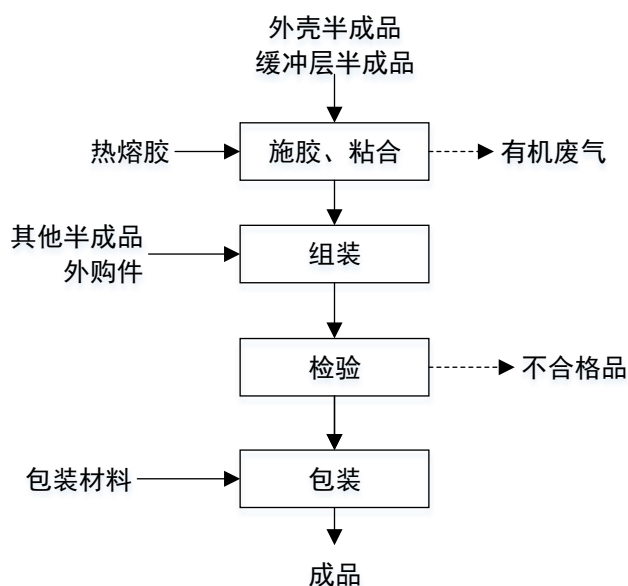 外壳半成品
缓冲层半成品
热熔胶
施胶、粘合
有机废气
其他半成品
外购件
组装
检验
不合格品
包装材料
包装
成品